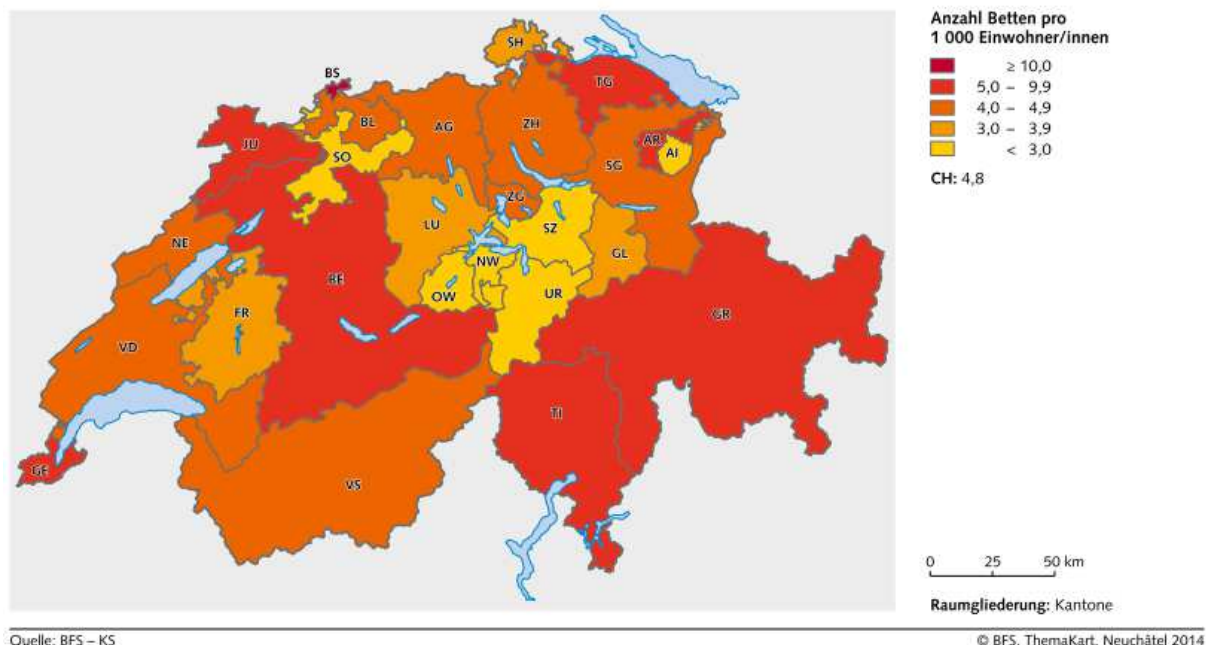 Anzahl Betten pro
1 000 Einwohner/innen
≥ 10,0
5,0 – 9,9
4,0 – 4,9
3,0 – 3,9
< 3,0
CH: 4,8
SH
BS
TG
BL
AG
ZH
JU
SO
AR
AI
SG
ZG
LU
SZ
NE
NW
GL
BE
OW
UR
FR
GR
VD
TI
GE
VS
0 25 50 km
Raumgliederung: Kantone
Quelle: BFS – KS
© BFS, ThemaKart, Neuchâtel 2014